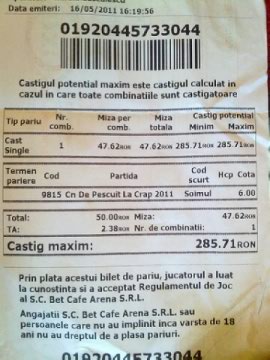 Data emiterii: 16/05/2011 16:19:56
01920445733044
Castigul potential maxim este castigul calculat in
cazul in care toate combinatiile sunt castigatoare
Tip pariu Nr. comb. Miza per comb. Miza totala Castig potential Minim Maxim
Cast Single 1 47.62RON 47.62RON 285.71RON 285.71RON
Termen pariere Cod Partida Cod scurt Hcp Cota
9815 Cn De Pescuit La Crap 2011 Soimul 6.00
Total: 50.00RON Miza: 47.62RON
TA: 2.38RON Nr. de combinatii: 1
Castig maxim: 285.71RON
Prin plata acestui bilet de pariu, jucatorul a luat
la cunostinta si a acceptat Regulamentul de Joc
al S.C. Bet Cafe Arena S.R.L.
Angajatii S.C. Bet Cafe Arena S.R.L. sau
persoanele care nu au implinit inca varsta de 18
ani nu au dreptul de a plasa pariuri.
01920445733044